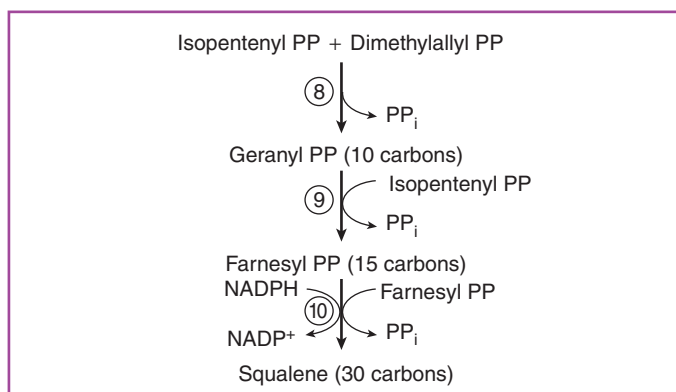 Isopentenyl PP + Dimethylallyl PP
8
PPi
Geranyl PP (10 carbons)
Isopentenyl PP
9
PPi
Farnesyl PP (15 carbons)
NADPH Farnesyl PP
10
NADP+ PPi
Squalene (30 carbons)